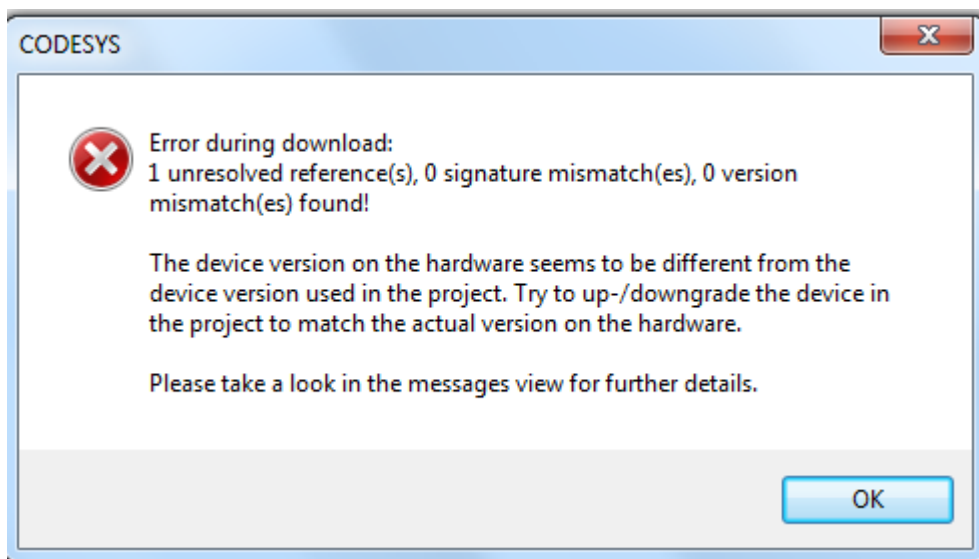 CODESYS
Error during download:
1 unresolved reference(s), 0 signature mismatch(es), 0 version
mismatch(es) found!
The device version on the hardware seems to be different from the
device version used in the project. Try to up-/downgrade the device in
the project to match the actual version on the hardware.
Please take a look in the messages view for further details.
OK